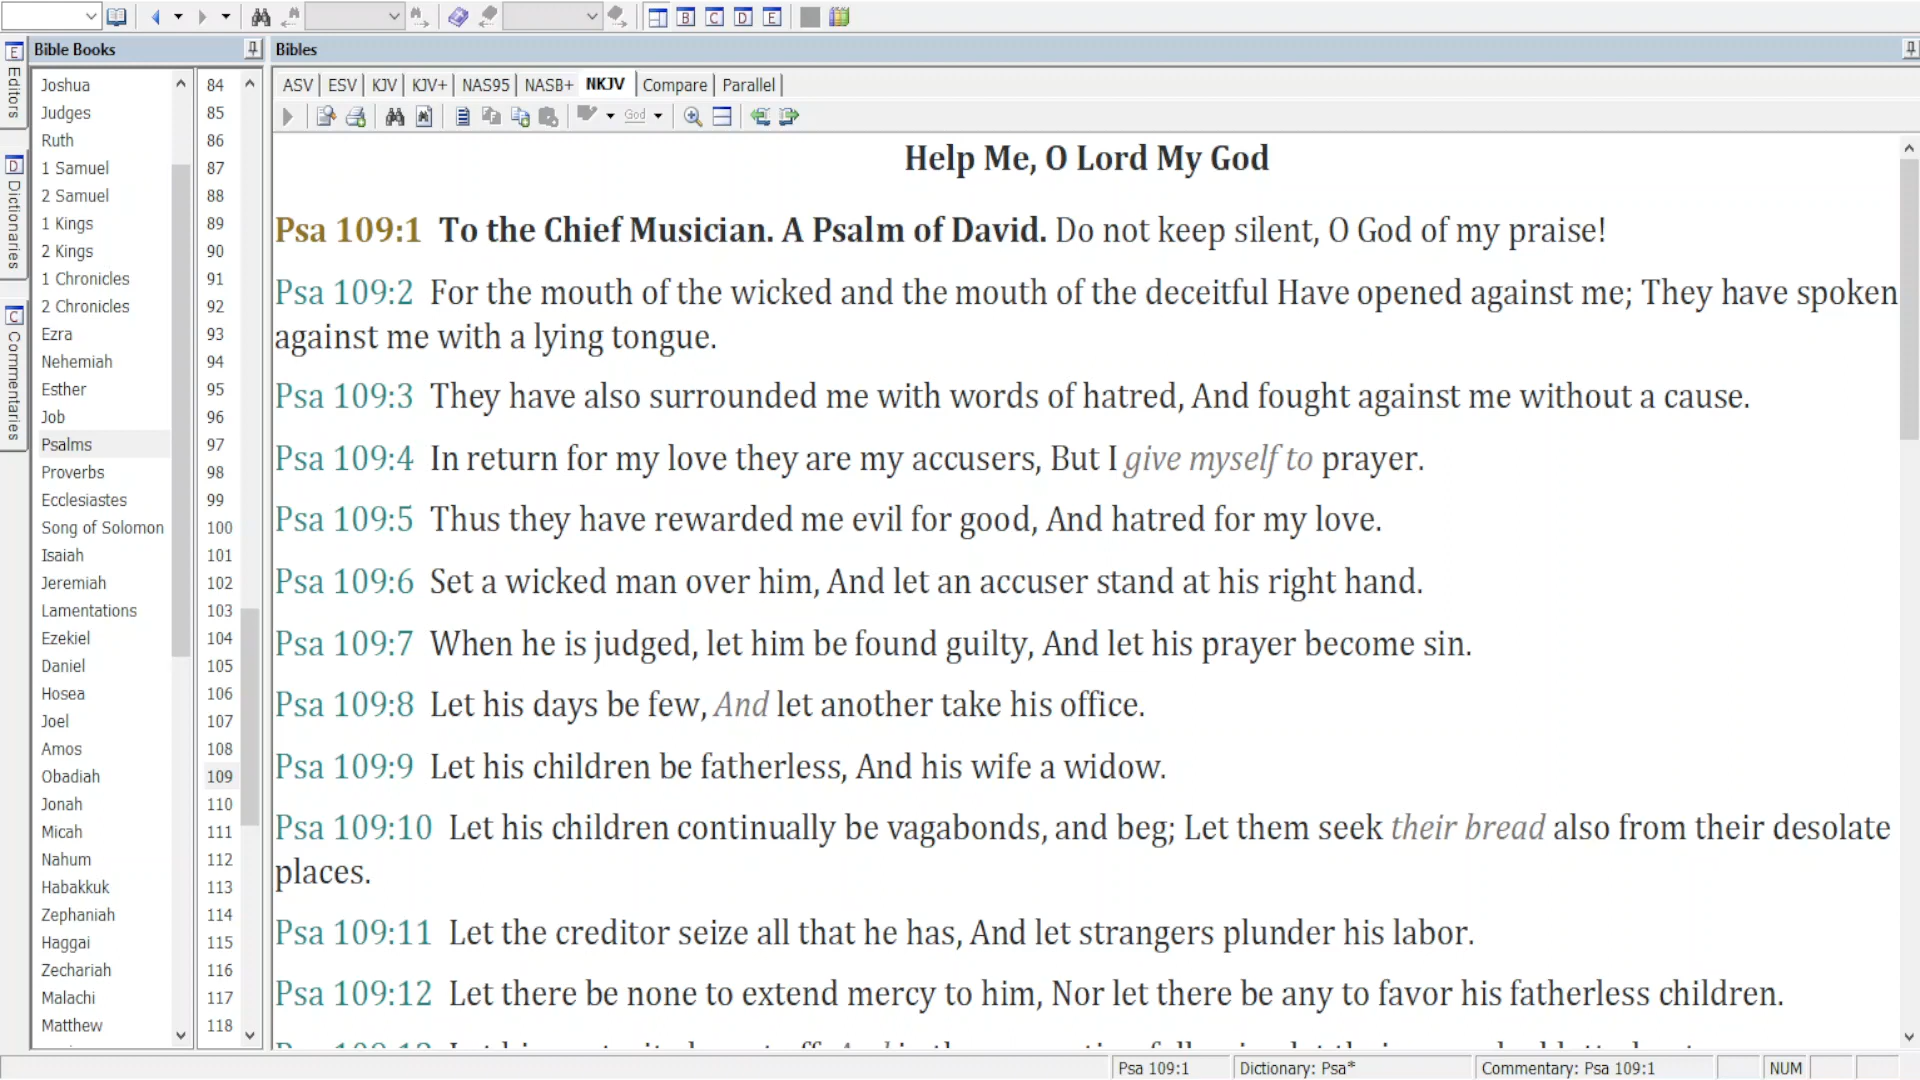 Bible Books
Bibles
E Editors
D Dictionaries
C Commentaries
B C D E
Joshua
Judges
Ruth
1 Samuel
2 Samuel
1 Kings
2 Kings
1 Chronicles
2 Chronicles
Ezra
Nehemiah
Esther
Job
Psalms
Proverbs
Ecclesiastes
Song of Solomon
Isaiah
Jeremiah
Lamentations
Ezekiel
Daniel
Hosea
Joel
Amos
Obadiah
Jonah
Micah
Nahum
Habakkuk
Zephaniah
Haggai
Zechariah
Malachi
Matthew
84
85
86
87
88
89
90
91
92
93
94
95
96
97
98
99
100
101
102
103
104
105
106
107
108
109
110
111
112
113
114
115
116
117
118
ASV ESV KJV KJV+ NAS95 NASB+ NKJV Compare Parallel
God
Help Me, O Lord My God
Psa 109:1 To the Chief Musician. A Psalm of David. Do not keep silent, O God of my praise!
Psa 109:2 For the mouth of the wicked and the mouth of the deceitful Have opened against me; They have spoken
against me with a lying tongue.
Psa 109:3 They have also surrounded me with words of hatred, And fought against me without a cause.
Psa 109:4 In return for my love they are my accusers, But I give myself to prayer.
Psa 109:5 Thus they have rewarded me evil for good, And hatred for my love.
Psa 109:6 Set a wicked man over him, And let an accuser stand at his right hand.
Psa 109:7 When he is judged, let him be found guilty, And let his prayer become sin.
Psa 109:8 Let his days be few, And let another take his office.
Psa 109:9 Let his children be fatherless, And his wife a widow.
Psa 109:10 Let his children continually be vagabonds, and beg; Let them seek their bread also from their desolate
places.
Psa 109:11 Let the creditor seize all that he has, And let strangers plunder his labor.
Psa 109:12 Let there be none to extend mercy to him, Nor let there be any to favor his fatherless children.
Psa 109:1
Dictionary: Psa*
Commentary: Psa 109:1
NUM